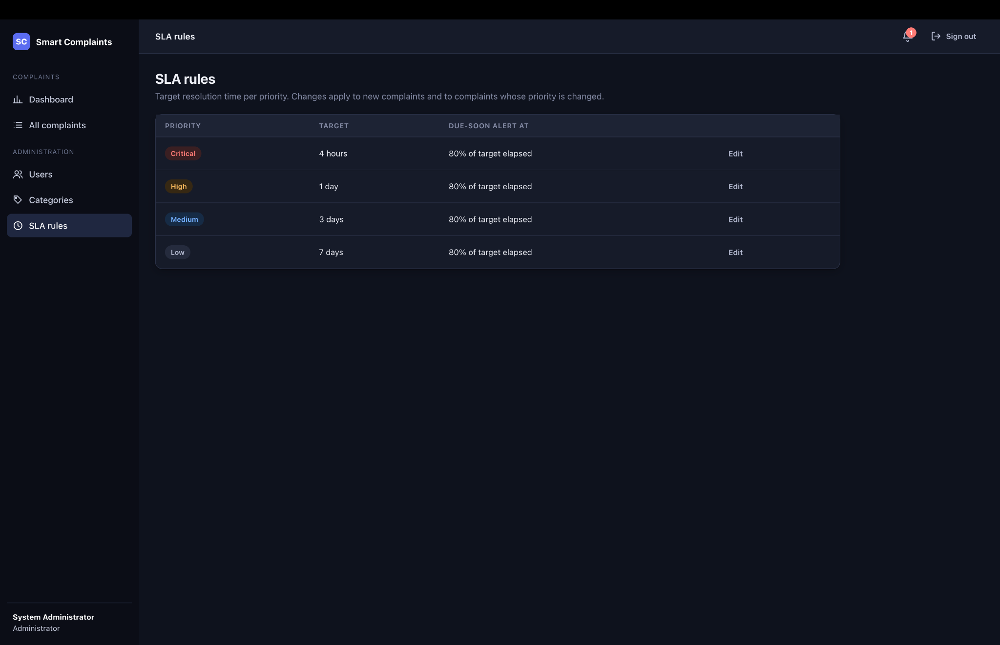 SC Smart Complaints
COMPLAINTS
Dashboard
All complaints
ADMINISTRATION
Users
Categories
SLA rules
System Administrator
Administrator
SLA rules
1
Sign out
SLA rules
Target resolution time per priority. Changes apply to new complaints and to complaints whose priority is changed.
PRIORITY TARGET DUE-SOON ALERT AT
Critical 4 hours 80% of target elapsed Edit
High 1 day 80% of target elapsed Edit
Medium 3 days 80% of target elapsed Edit
Low 7 days 80% of target elapsed Edit